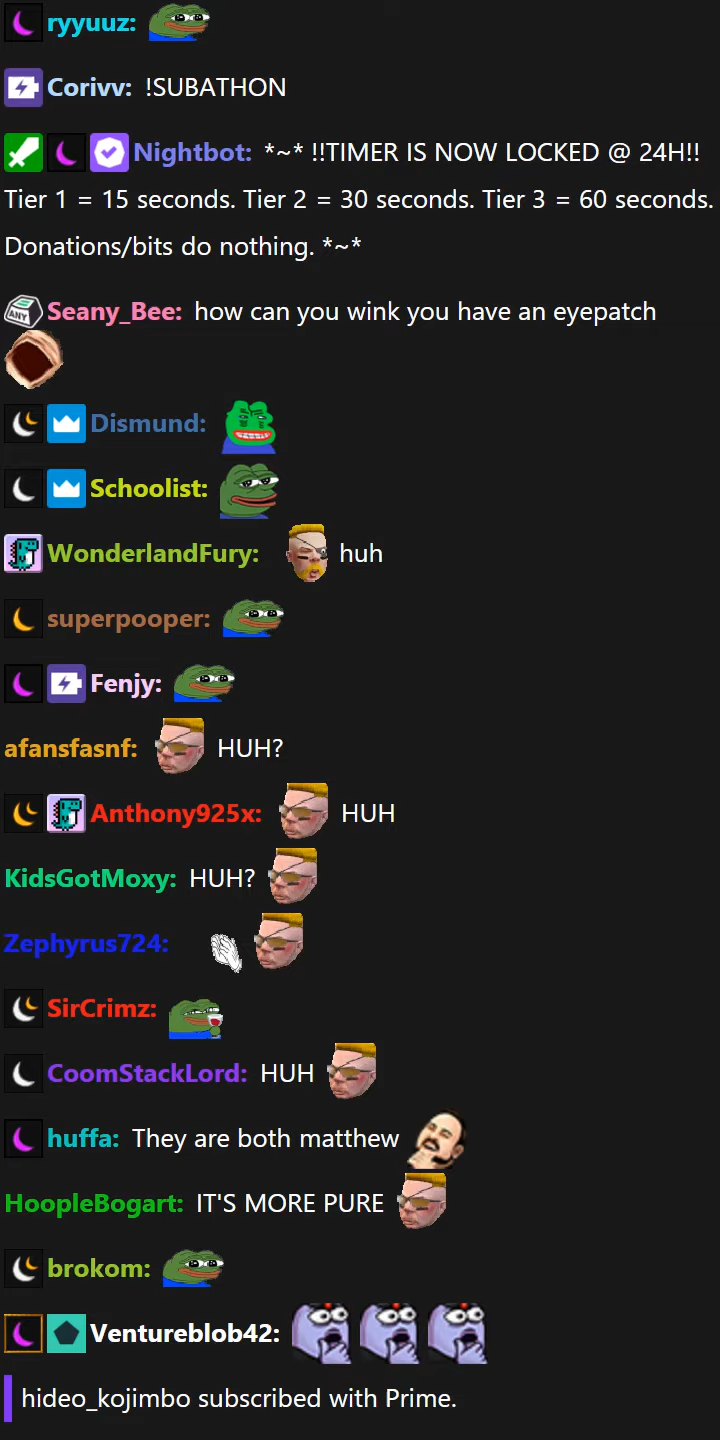 ryyuuz:
Corivv: !SUBATHON
Nightbot: *~* !!TIMER IS NOW LOCKED @ 24H!!
Tier 1 = 15 seconds. Tier 2 = 30 seconds. Tier 3 = 60 seconds.
Donations/bits do nothing. *~*
ANY Seany_Bee: how can you wink you have an eyepatch
Dismund:
Schoolist:
WonderlandFury: huh
superpooper:
Fenjy:
afansfasnf: HUH?
Anthony925x: HUH
KidsGotMoxy: HUH?
Zephyrus724:
SirCrimz:
CoomStackLord: HUH
huffa: They are both matthew
HoopleBogart: IT'S MORE PURE
brokom:
Ventureblob42:
hideo_kojimbo subscribed with Prime.